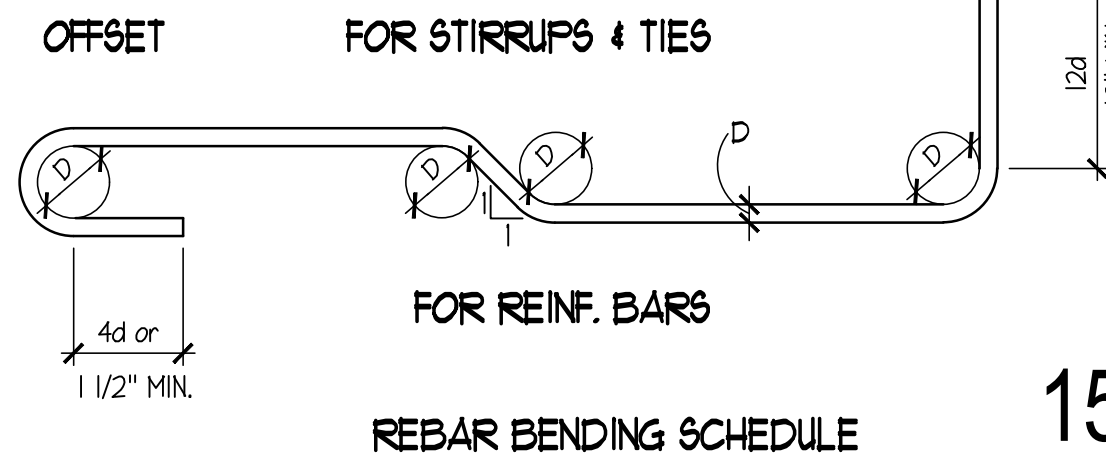 OFFSET
FOR STIRRUPS & TIES
12d
D
D
D
D
D
1
1
FOR REINF. BARS
4d or
1 1/2" MIN.
15
REBAR BENDING SCHEDULE